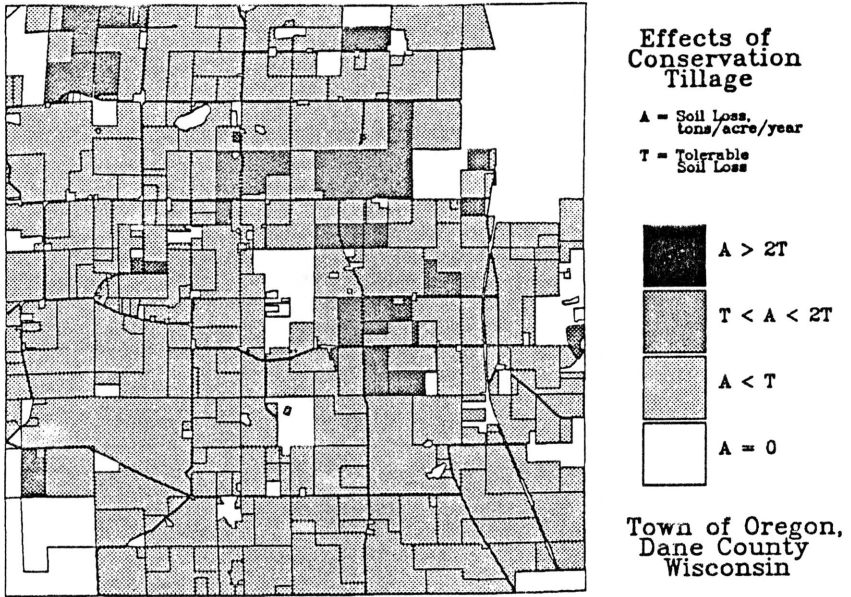 Effects of
Conservation
Tillage
A = Soil Loss,
tons/acre/year
T = Tolerable
Soil Loss
A > 2T
T < A < 2T
A < T
A = 0
Town of Oregon,
Dane County
Wisconsin